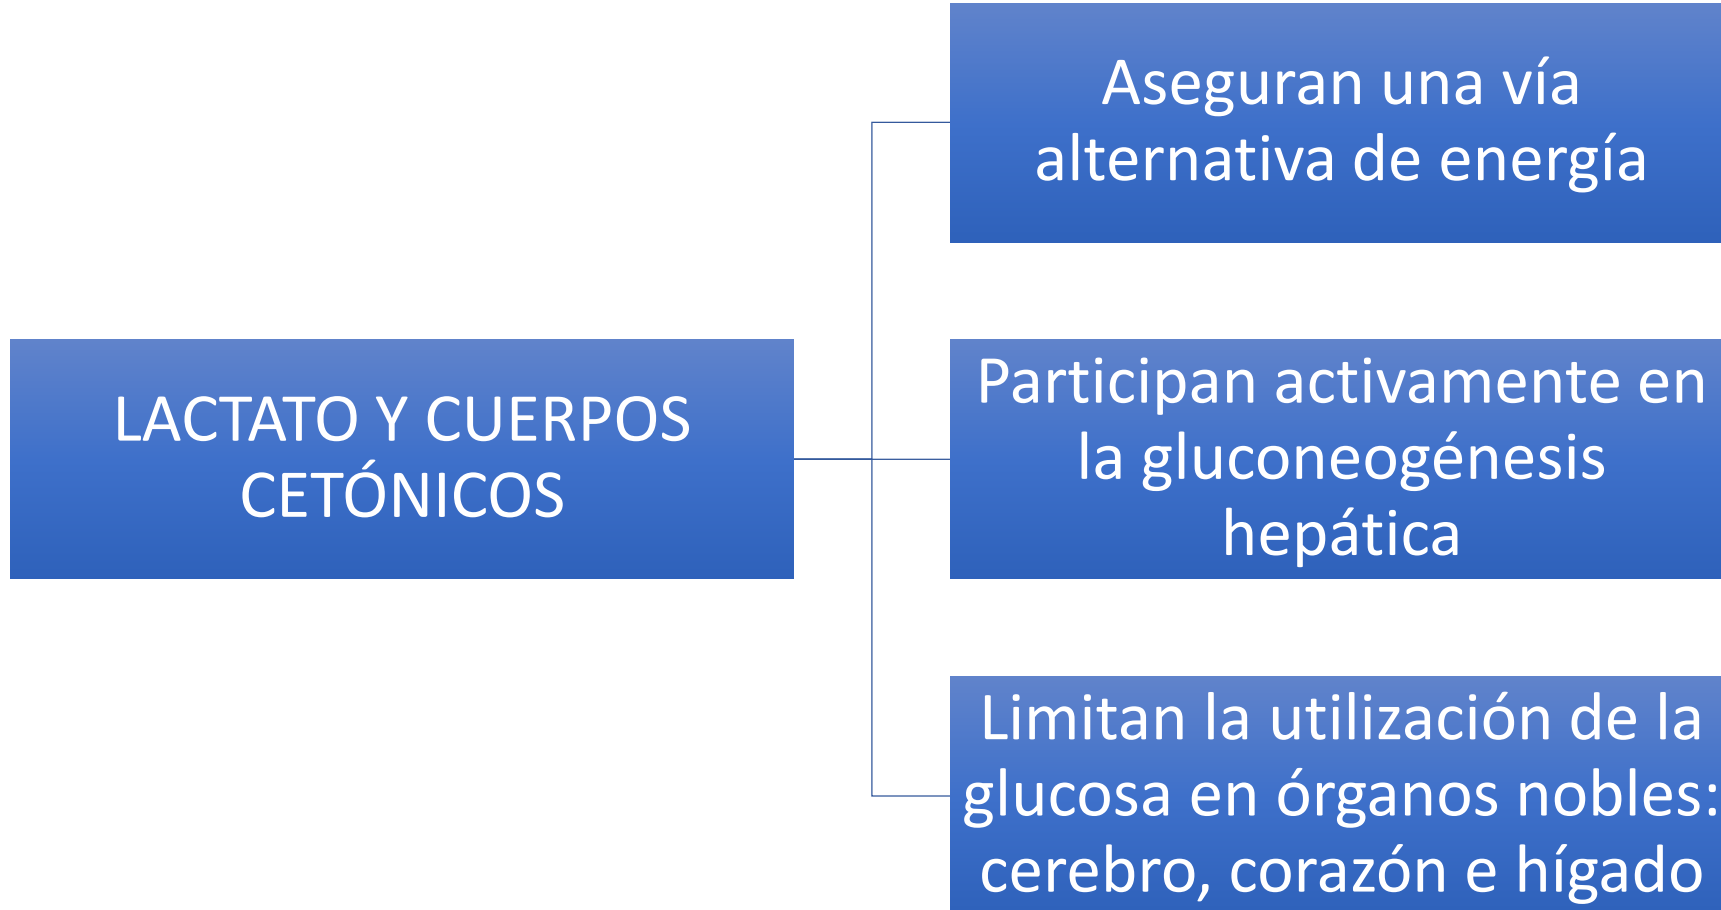 Aseguran una vía
alternativa de energía
LACTATO Y CUERPOS
CETÓNICOS
Participan activamente en
la gluconeogénesis
hepática
Limitan la utilización de la
glucosa en órganos nobles:
cerebro, corazón e hígado